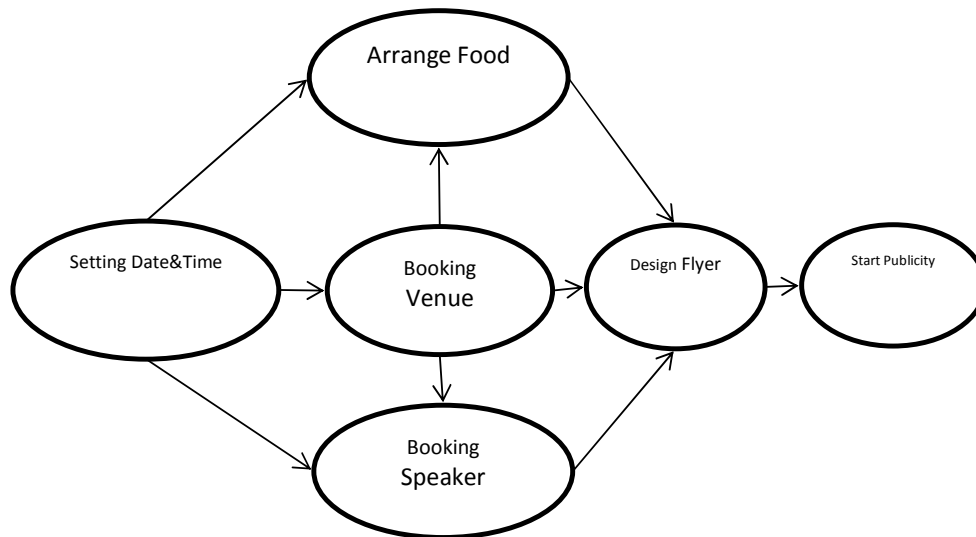 Arrange Food
Setting Date&Time
Booking
Venue
Design Flyer
Start Publicity
Booking
Speaker